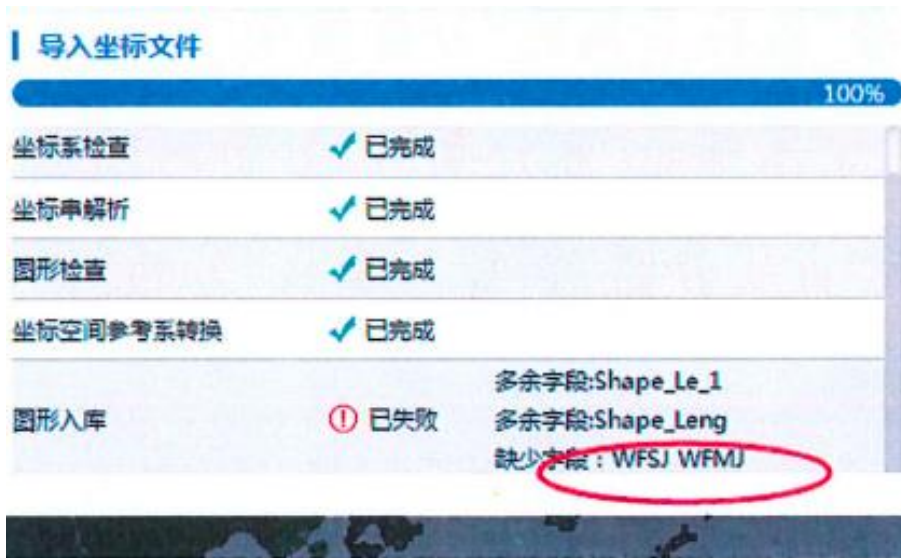 导入坐标文件
100%
坐标系检查 已完成
坐标串解析 已完成
图形检查 已完成
坐标空间参考系转换 已完成
多余字段:Shape_Le_1
图形入库 已失败 多余字段:Shape_Leng
缺少字段：WFSJ WFMJ